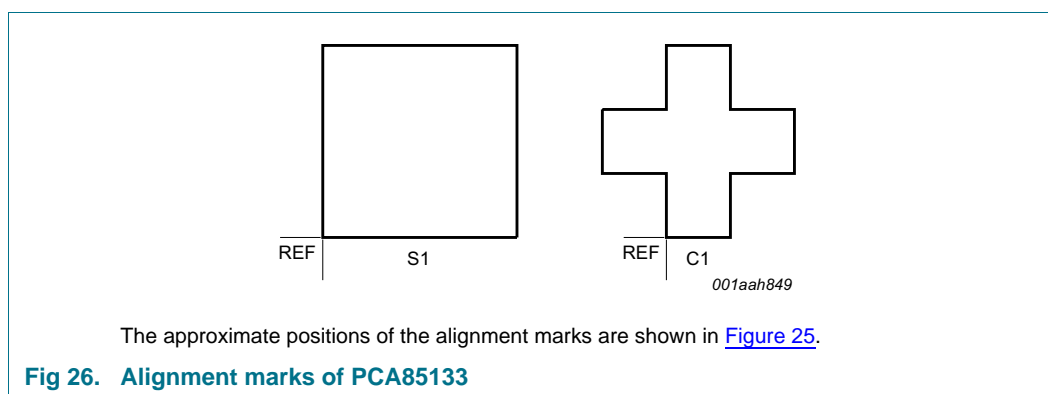 REF
S1
REF
C1
001aah849
The approximate positions of the alignment marks are shown in Figure 25.
Fig 26. Alignment marks of PCA85133